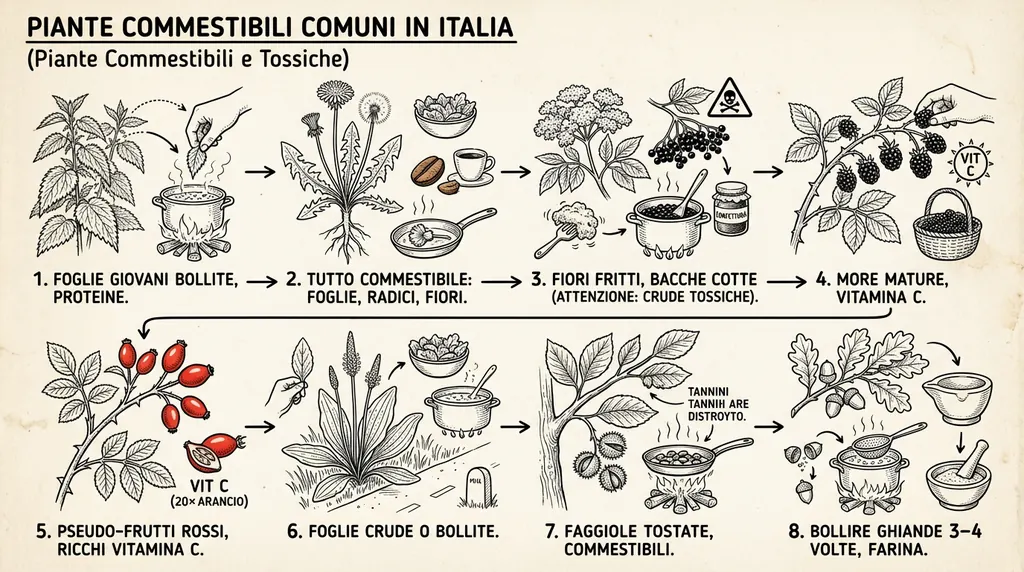 PIANTE COMMESTIBILI COMUNI IN ITALIA
(Piante Commestibili e Tossiche)
1. FOGLIE GIOVANI BOLLITE,
PROTEINE.
2. TUTTO COMMESTIBILE:
FOGLIE, RADICI, FIORI.
CONFETTURA
3. FIORI FRITTI, BACCHE COTTE
(ATTENZIONE: CRUDE TOSSICHE).
VIT
C
4. MORE MATURE,
VITAMINA C.
VIT C
(20× ARANCIO)
5. PSEUDO-FRUTTI ROSSI,
RICCHI VITAMINA C.
6. FOGLIE CRUDE O BOLLITE.
TANNINI
TANNIH ARE
DISTROYTO.
7. FAGGIOLE TOSTATE,
COMMESTIBILI.
8. BOLLIRE GHIANDE 3–4
VOLTE, FARINA.